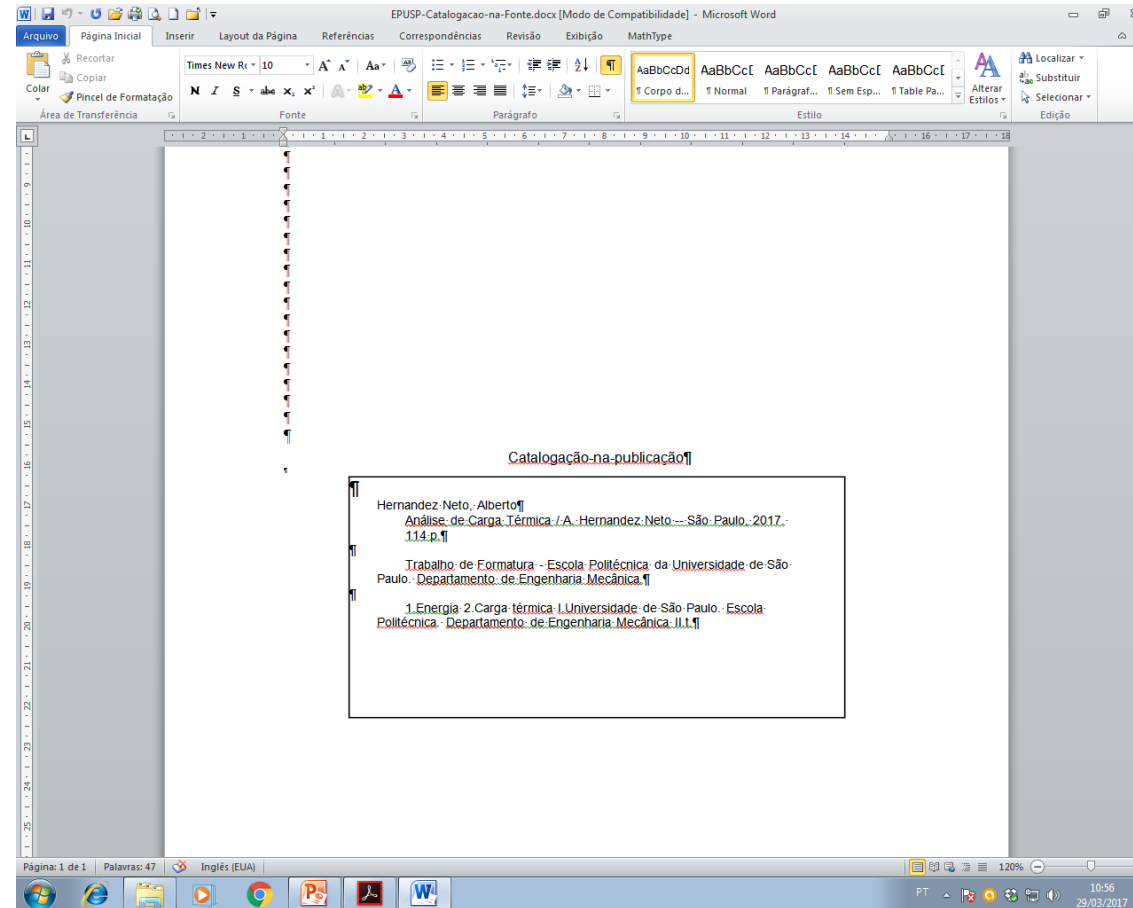 EPUSP-Catalogacao-na-Fonte.docx [Modo de Compatibilidade] - Microsoft Word
Arquivo Página Inicial Inserir Layout da Página Referências Correspondências Revisão Exibição MathType
Colar
Recortar
Copiar
Pincel de Formatação
Área de Transferência
Times New Ro 10
N I S abc x₂ x²
Fonte
Parágrafo
AaBbCcDd AaBbCcI AaBbCcI AaBbCcI AaBbCcI
¶ Corpo d... ¶ Normal ¶ Parágraf... ¶ Sem Esp... ¶ Table Pa...
Alterar Estilos
Estilo
Localizar
Substituir
Selecionar
Edição
Catalogação-na-publicação¶
Hernandez Neto, Alberto¶
Análise de Carga Térmica / A. Hernandez Neto -- São Paulo, 2017.
114 p.¶
Trabalho de Formatura - Escola Politécnica da Universidade de São
Paulo. Departamento de Engenharia Mecânica.¶
1.Energia 2.Carga térmica I.Universidade de São Paulo. Escola
Politécnica. Departamento de Engenharia Mecânica II.t.¶
Página: 1 de 1 Palavras: 47 Inglês (EUA) 120%
PT 10:56
29/03/2017